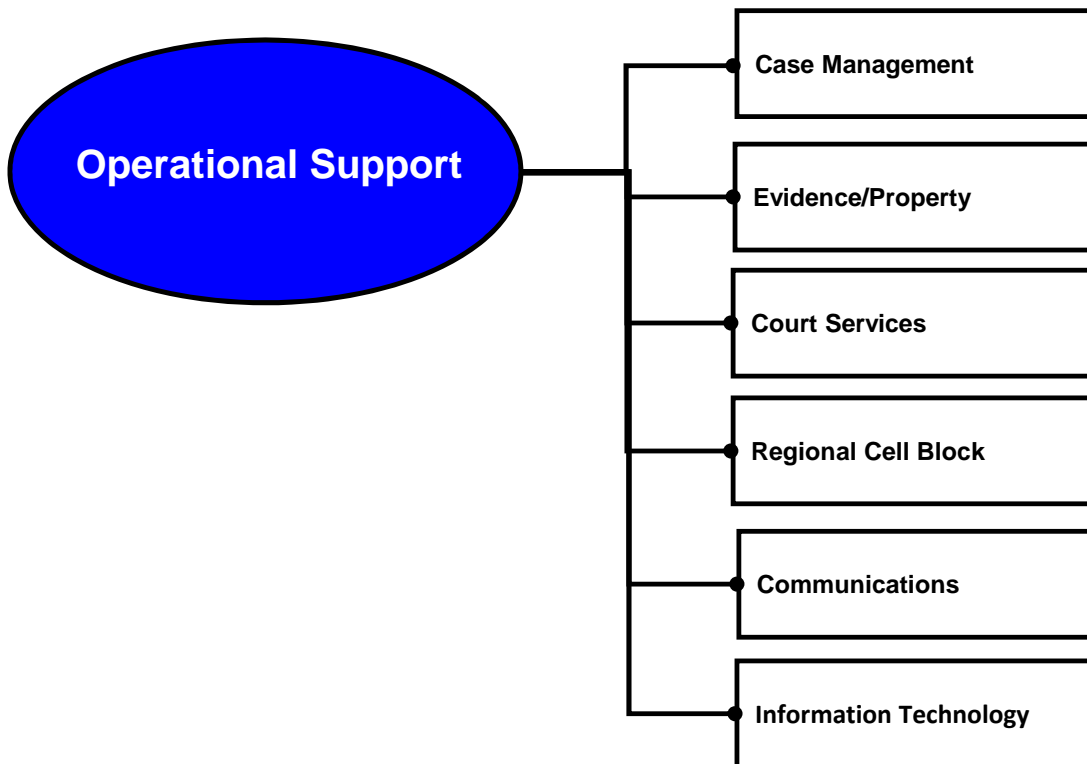 Operational Support
Case Management
Evidence/Property
Court Services
Regional Cell Block
Communications
Information Technology